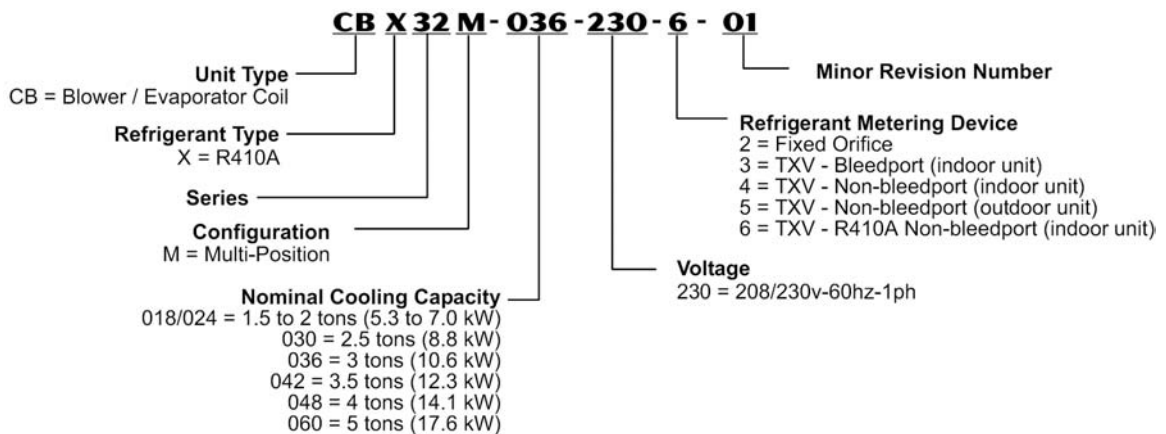 CB X 32 M - 036 - 230 - 6 - 01
Unit Type
CB = Blower / Evaporator Coil
Refrigerant Type
X = R410A
Series
Configuration
M = Multi-Position
Nominal Cooling Capacity
018/024 = 1.5 to 2 tons (5.3 to 7.0 kW)
030 = 2.5 tons (8.8 kW)
036 = 3 tons (10.6 kW)
042 = 3.5 tons (12.3 kW)
048 = 4 tons (14.1 kW)
060 = 5 tons (17.6 kW)
Minor Revision Number
Refrigerant Metering Device
2 = Fixed Orifice
3 = TXV - Bleedport (indoor unit)
4 = TXV - Non-bleedport (indoor unit)
5 = TXV - Non-bleedport (outdoor unit)
6 = TXV - R410A Non-bleedport (indoor unit)
Voltage
230 = 208/230v-60hz-1ph